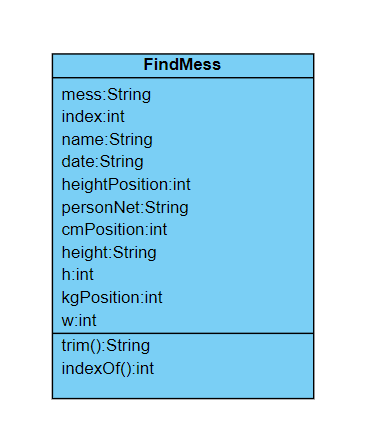 FindMess
mess:String
index:int
name:String
date:String
heightPosition:int
personNet:String
cmPosition:int
height:String
h:int
kgPosition:int
w:int
trim():String
indexOf():int